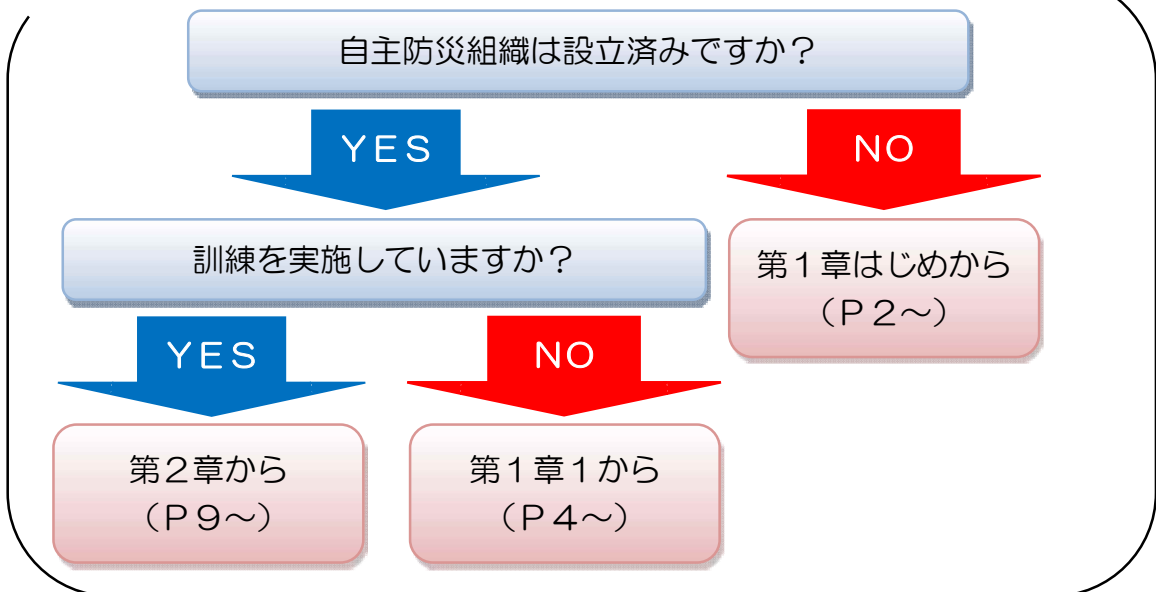 自主防災組織は設立済みですか？
YES
NO
訓練を実施していますか？
第１章はじめから
（Ｐ２～）
YES
NO
第２章から
（Ｐ９～）
第１章１から
（Ｐ４～）